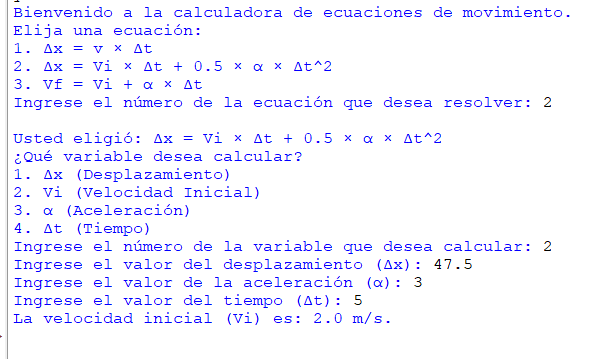 Bienvenido a la calculadora de ecuaciones de movimiento.
Elija una ecuación:
1. Δx = v × Δt
2. Δx = Vi × Δt + 0.5 × α × Δt^2
3. Vf = Vi + α × Δt
Ingrese el número de la ecuación que desea resolver: 2

Usted eligió: Δx = Vi × Δt + 0.5 × α × Δt^2
¿Qué variable desea calcular?
1. Δx (Desplazamiento)
2. Vi (Velocidad Inicial)
3. α (Aceleración)
4. Δt (Tiempo)
Ingrese el número de la variable que desea calcular: 2
Ingrese el valor del desplazamiento (Δx): 47.5
Ingrese el valor de la aceleración (α): 3
Ingrese el valor del tiempo (Δt): 5
La velocidad inicial (Vi) es: 2.0 m/s.